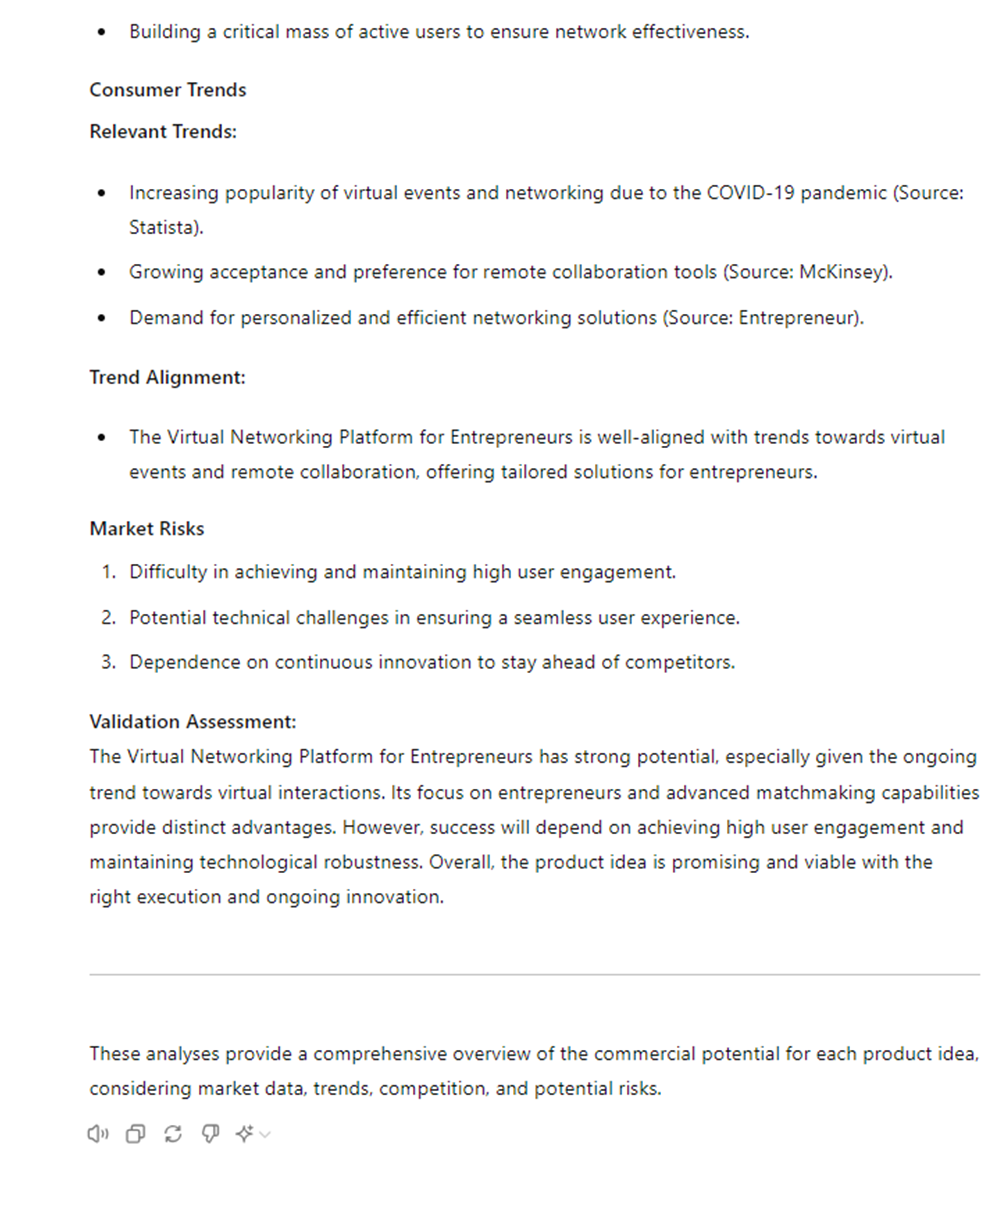 • Building a critical mass of active users to ensure network effectiveness.
Consumer Trends
Relevant Trends:
• Increasing popularity of virtual events and networking due to the COVID-19 pandemic (Source:
Statista).
• Growing acceptance and preference for remote collaboration tools (Source: McKinsey).
• Demand for personalized and efficient networking solutions (Source: Entrepreneur).
Trend Alignment:
• The Virtual Networking Platform for Entrepreneurs is well-aligned with trends towards virtual
events and remote collaboration, offering tailored solutions for entrepreneurs.
Market Risks
1. Difficulty in achieving and maintaining high user engagement.
2. Potential technical challenges in ensuring a seamless user experience.
3. Dependence on continuous innovation to stay ahead of competitors.
Validation Assessment:
The Virtual Networking Platform for Entrepreneurs has strong potential, especially given the ongoing
trend towards virtual interactions. Its focus on entrepreneurs and advanced matchmaking capabilities
provide distinct advantages. However, success will depend on achieving high user engagement and
maintaining technological robustness. Overall, the product idea is promising and viable with the
right execution and ongoing innovation.
These analyses provide a comprehensive overview of the commercial potential for each product idea,
considering market data, trends, competition, and potential risks.